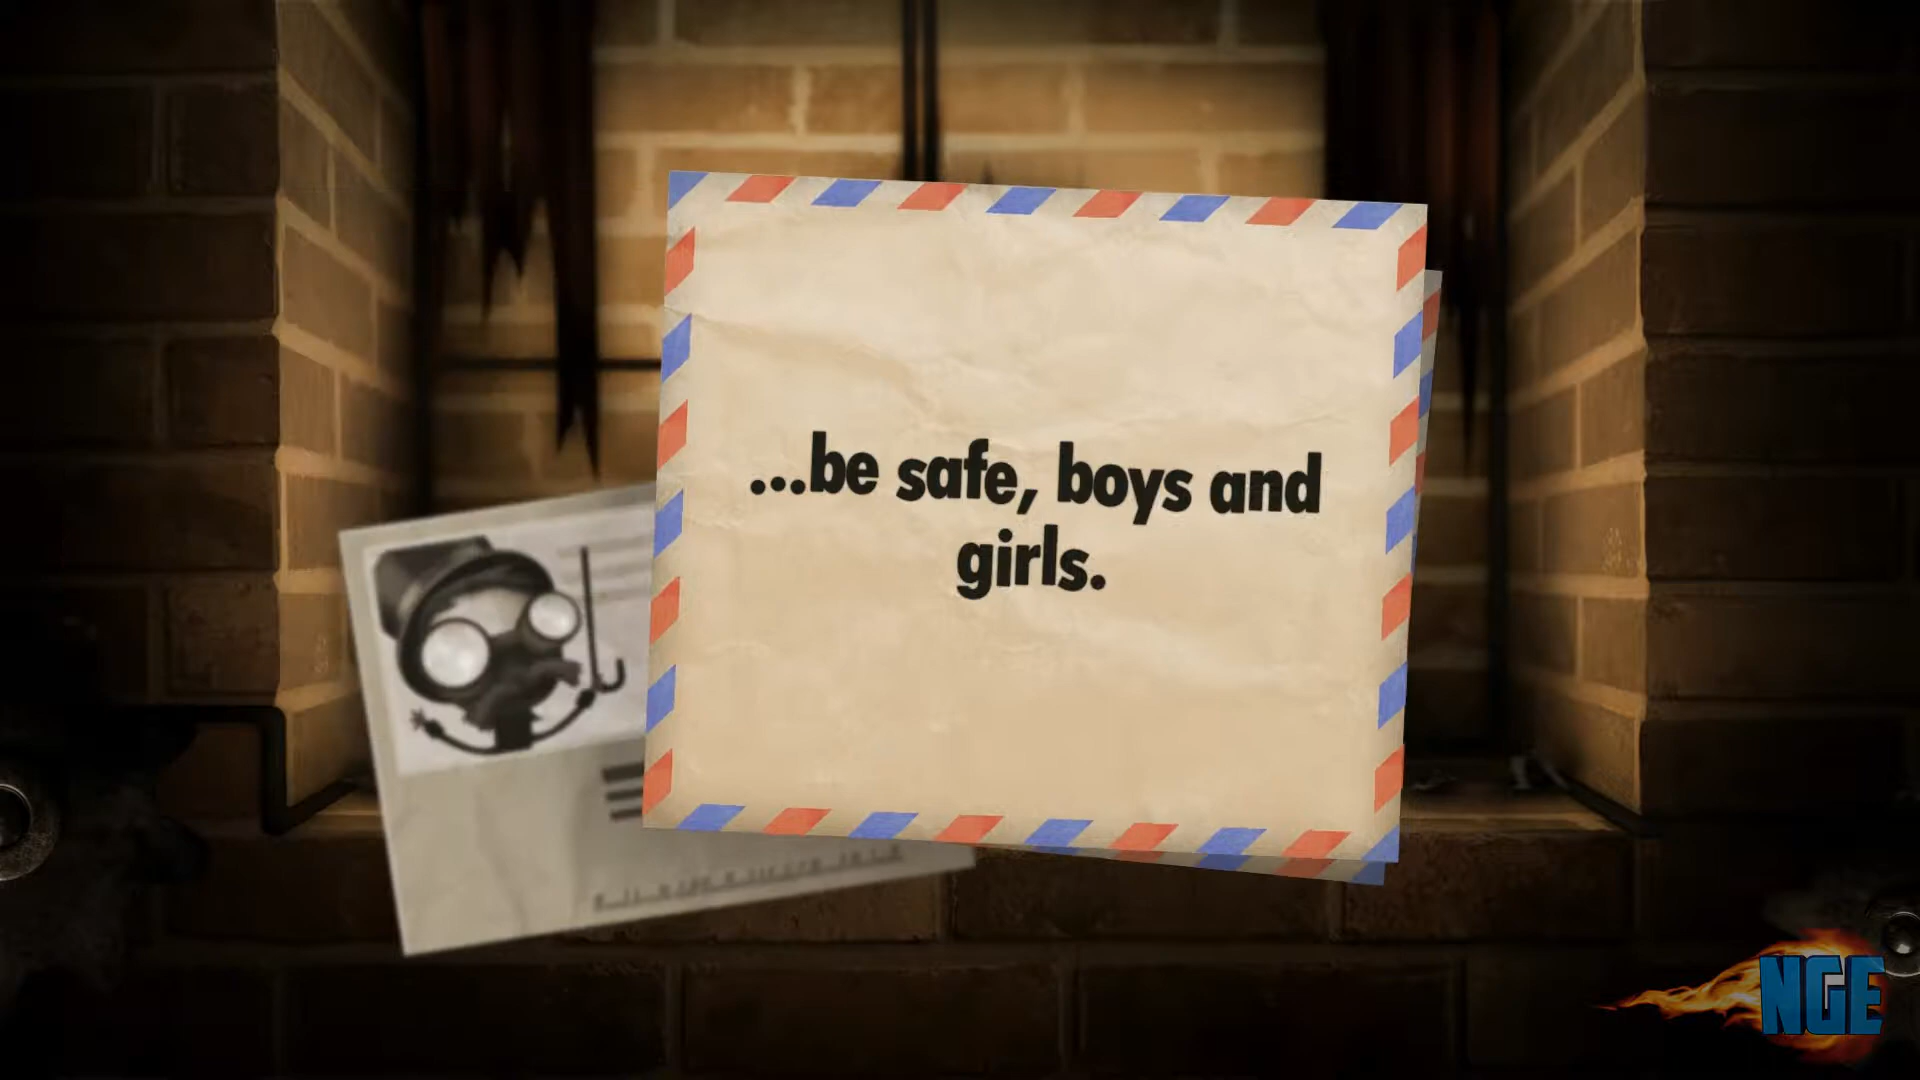 ...be safe, boys and
girls.
NGE